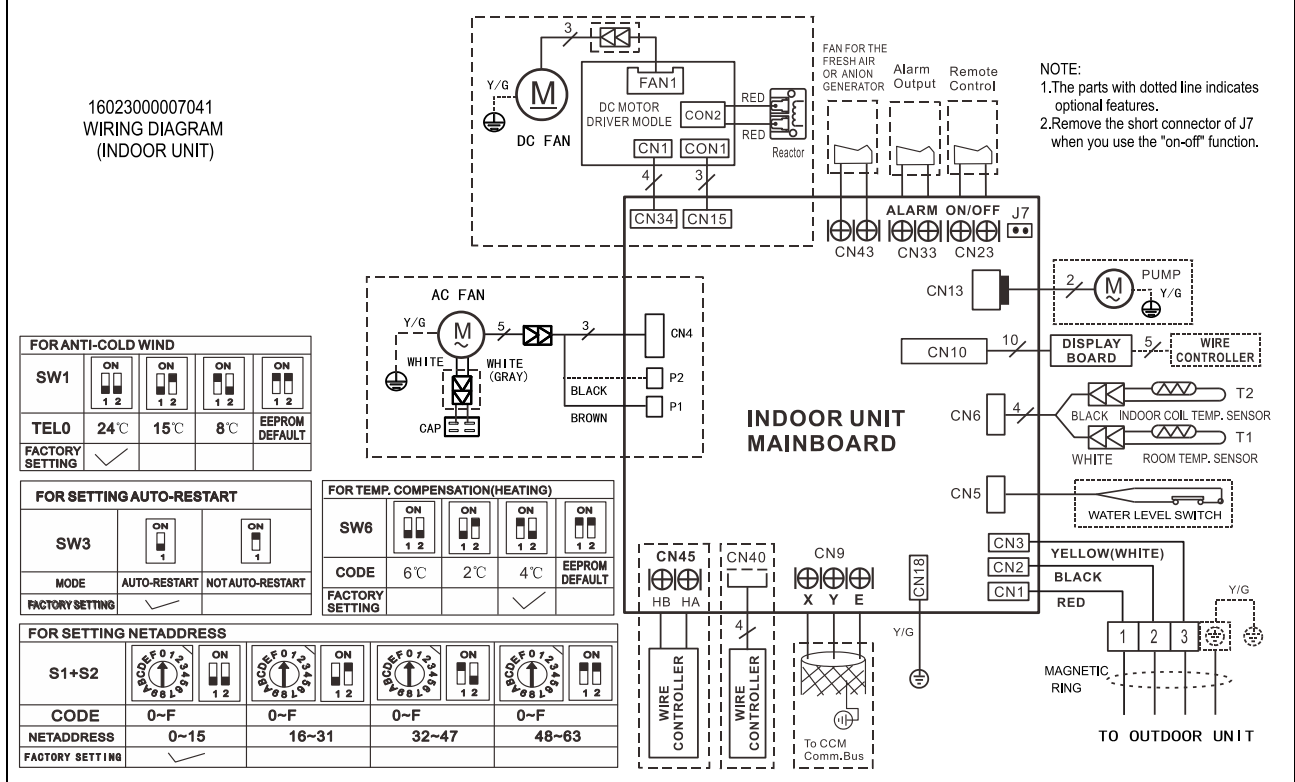 16023000007041
WIRING DIAGRAM
(INDOOR UNIT)
3
Y/G
M
DC FAN
FAN1
DC MOTOR
DRIVER MODLE
CON2
RED
RED
Reactor
CN1
CON1
4
3
CN34
CN15
FAN FOR THE
FRESH AIR
OR ANION
GENERATOR
Alarm
Output
Remote
Control
NOTE:
1.The parts with dotted line indicates
optional features.
2.Remove the short connector of J7
when you use the "on-off" function.
ALARM ON/OFF
J7
CN43
CN33
CN23
CN13
2
M
PUMP
Y/G
CN10
10
DISPLAY
BOARD
5
WIRE
CONTROLLER
CN6
4
BLACK
INDOOR COIL TEMP. SENSOR
T2
WHITE
ROOM TEMP. SENSOR
T1
CN5
WATER LEVEL SWITCH
AC FAN
Y/G
M
5
3
CN4
WHITE
WHITE
(GRAY)
P2
BLACK
P1
BROWN
CAP
INDOOR UNIT
MAINBOARD
CN3
YELLOW(WHITE)
CN2
BLACK
CN1
RED
Y/G
1 2 3
MAGNETIC
RING
TO OUTDOOR UNIT
CN45
HB HA
WIRE
CONTROLLER
CN40
4
WIRE
CONTROLLER
CN9
X Y E
To CCM
Comm.Bus
CN18
Y/G
FOR ANTI-COLD WIND
SW1
ON
1 2
ON
1 2
ON
1 2
ON
1 2
TEL0 24℃ 15℃ 8℃ EEPROM
DEFAULT
FACTORY
SETTING
FOR SETTING AUTO-RESTART
SW3
ON
1
ON
1
MODE AUTO-RESTART NOT AUTO-RESTART
FACTORY SETTING
FOR TEMP. COMPENSATION(HEATING)
SW6
ON
1 2
ON
1 2
ON
1 2
ON
1 2
CODE 6℃ 2℃ 4℃ EEPROM
DEFAULT
FACTORY
SETTING
FOR SETTING NETADDRESS
S1+S2
0123456789ABCDEF
ON
1 2
0123456789ABCDEF
ON
1 2
0123456789ABCDEF
ON
1 2
0123456789ABCDEF
ON
1 2
CODE 0~F 0~F 0~F 0~F
NETADDRESS 0~15 16~31 32~47 48~63
FACTORY SETTING